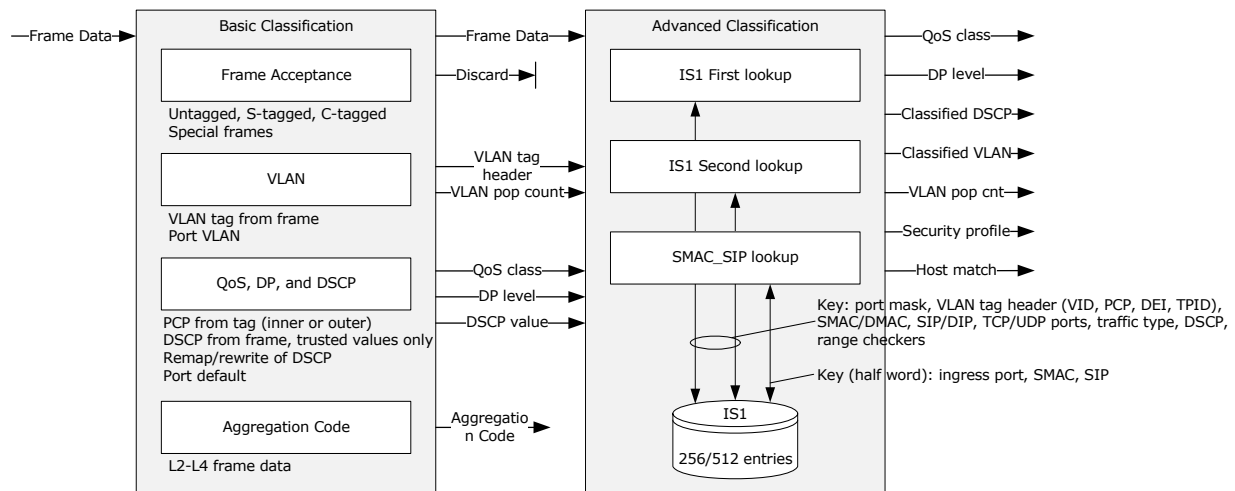 Basic Classification
Advanced Classification
Frame Data
Frame Data
QoS class
Frame Acceptance
Discard
IS1 First lookup
DP level
Untagged, S-tagged, C-tagged
Special frames
Classified DSCP
VLAN
VLAN tag
header
VLAN pop count
IS1 Second lookup
Classified VLAN
VLAN pop cnt
VLAN tag from frame
Port VLAN
Security profile
QoS, DP, and DSCP
QoS class
DP level
DSCP value
SMAC_SIP lookup
Host match
PCP from tag (inner or outer)
DSCP from frame, trusted values only
Remap/rewrite of DSCP
Port default
Key: port mask, VLAN tag header (VID, PCP, DEI, TPID),
SMAC/DMAC, SIP/DIP, TCP/UDP ports, traffic type, DSCP,
range checkers
Key (half word): ingress port, SMAC, SIP
Aggregation Code
Aggregatio
n Code
IS1
256/512 entries
L2-L4 frame data